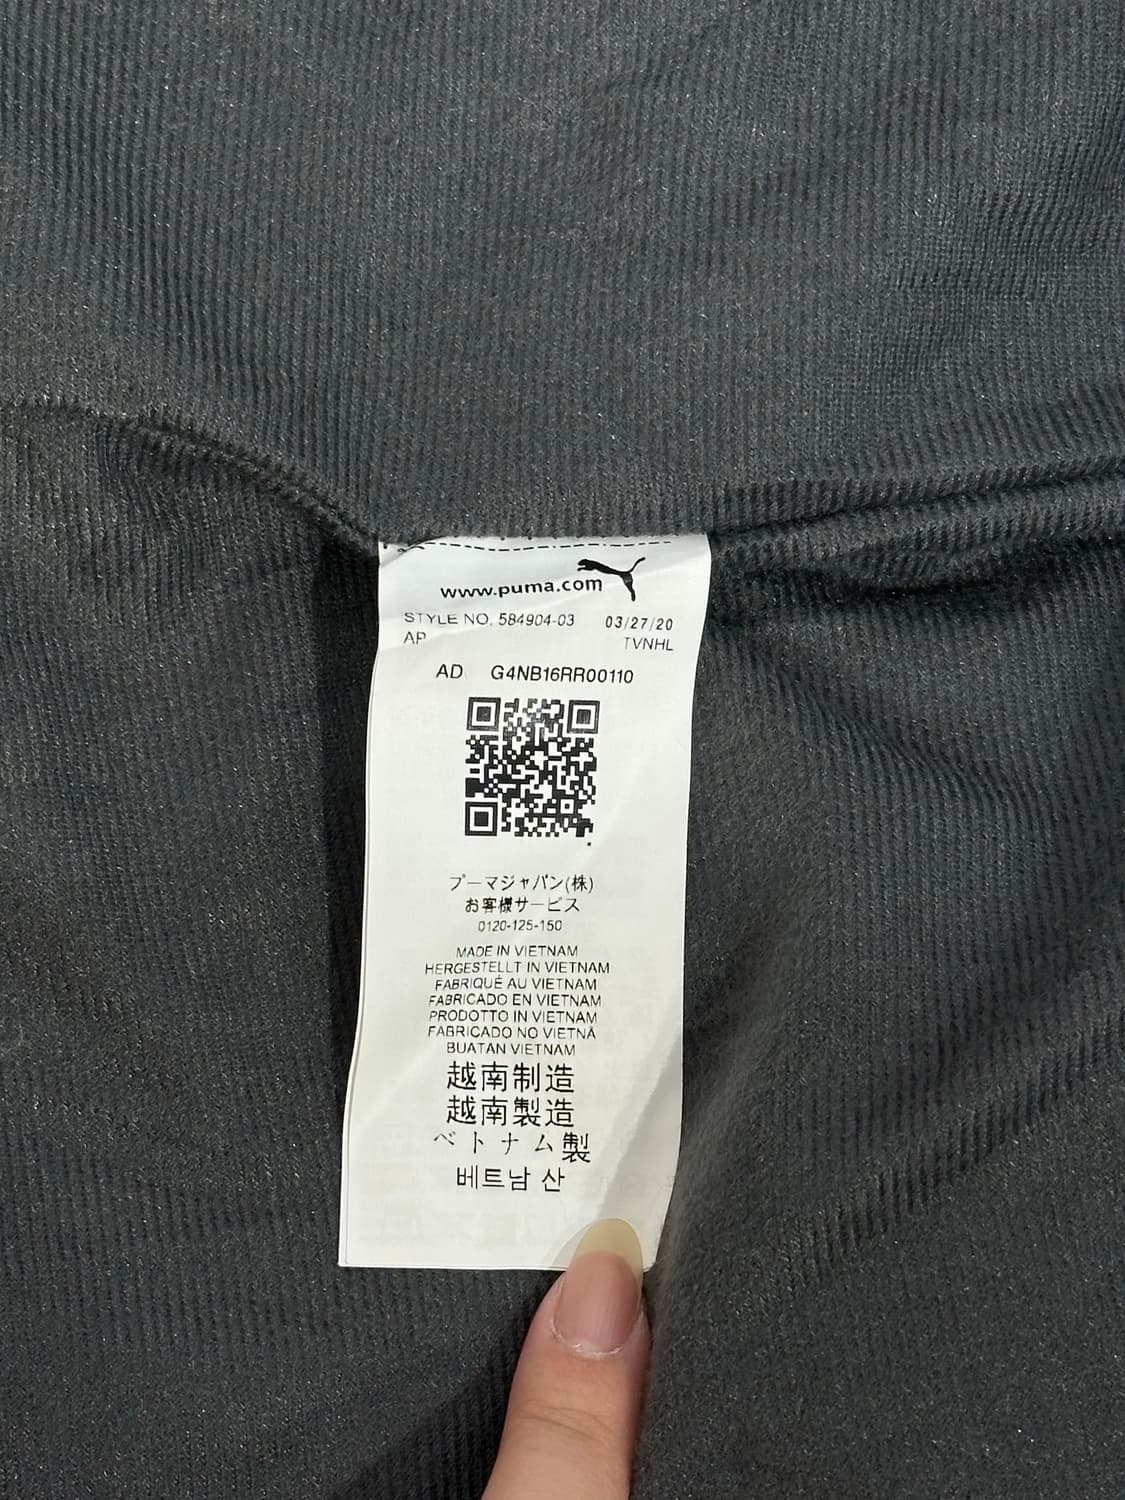 www.puma.com
STYLE NO. 584904-03 03/27/20
AP TVNHL
AD G4NB16RR00110
プーマジャパン(株)
お客様サービス
0120-125-150
MADE IN VIETNAM
HERGESTELLT IN VIETNAM
FABRIQUÉ AU VIETNAM
FABRICADO EN VIETNAM
PRODOTTO IN VIETNAM
FABRICADO NO VIETNÃ
BUATAN VIETNAM
越南制造
越南製造
ベトナム製
베트남 산